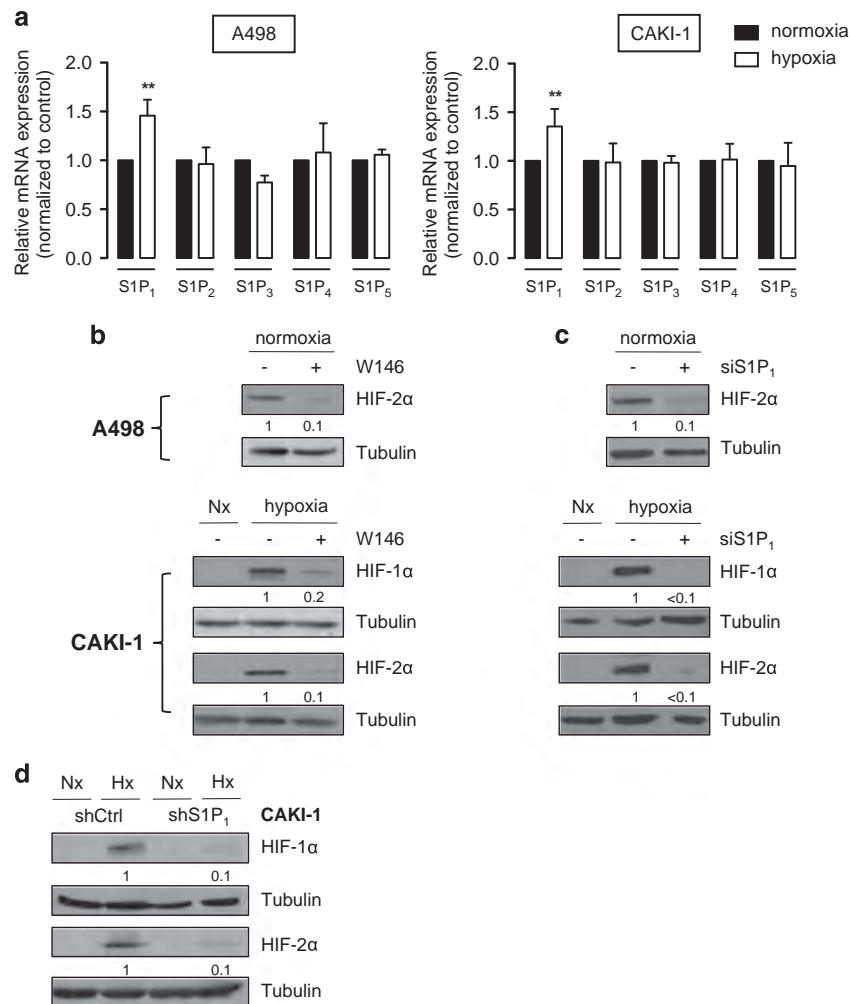 a
A498
CAKI-1
normoxia
hypoxia
Relative mRNA expression
(normalized to control)
2.0
1.5
1.0
0.5
0.0
**
S1P1 S1P2 S1P3 S1P4 S1P5
Relative mRNA expression
(normalized to control)
2.0
1.5
1.0
0.5
0.0
**
S1P1 S1P2 S1P3 S1P4 S1P5
b
normoxia
- + W146
A498
HIF-2α
1 0.1
Tubulin
Nx hypoxia
- - + W146
CAKI-1
HIF-1α
1 0.2
Tubulin
HIF-2α
1 0.1
Tubulin
c
normoxia
- + siS1P1
HIF-2α
1 0.1
Tubulin
Nx hypoxia
- - + siS1P1
HIF-1α
1 <0.1
Tubulin
HIF-2α
1 <0.1
Tubulin
d
Nx Hx Nx Hx
shCtrl shS1P1 CAKI-1
HIF-1α
1 0.1
Tubulin
HIF-2α
1 0.1
Tubulin